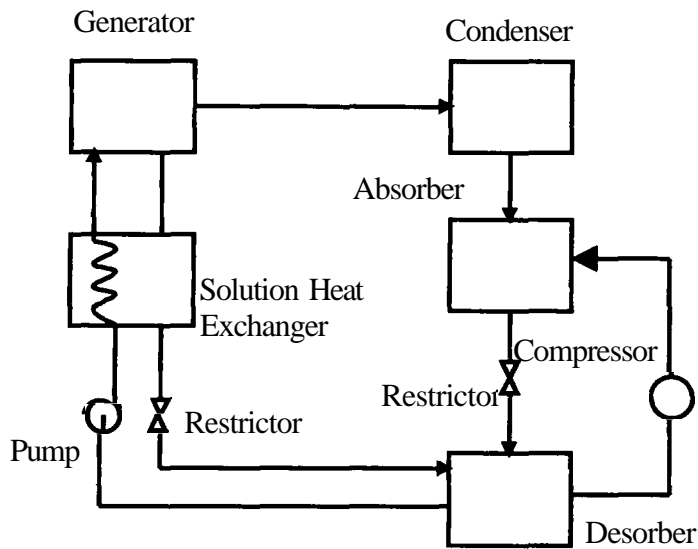 Generator
Condenser
Absorber
Solution Heat
Exchanger
Compressor
Restrictor
Restrictor
Pump
Desorber